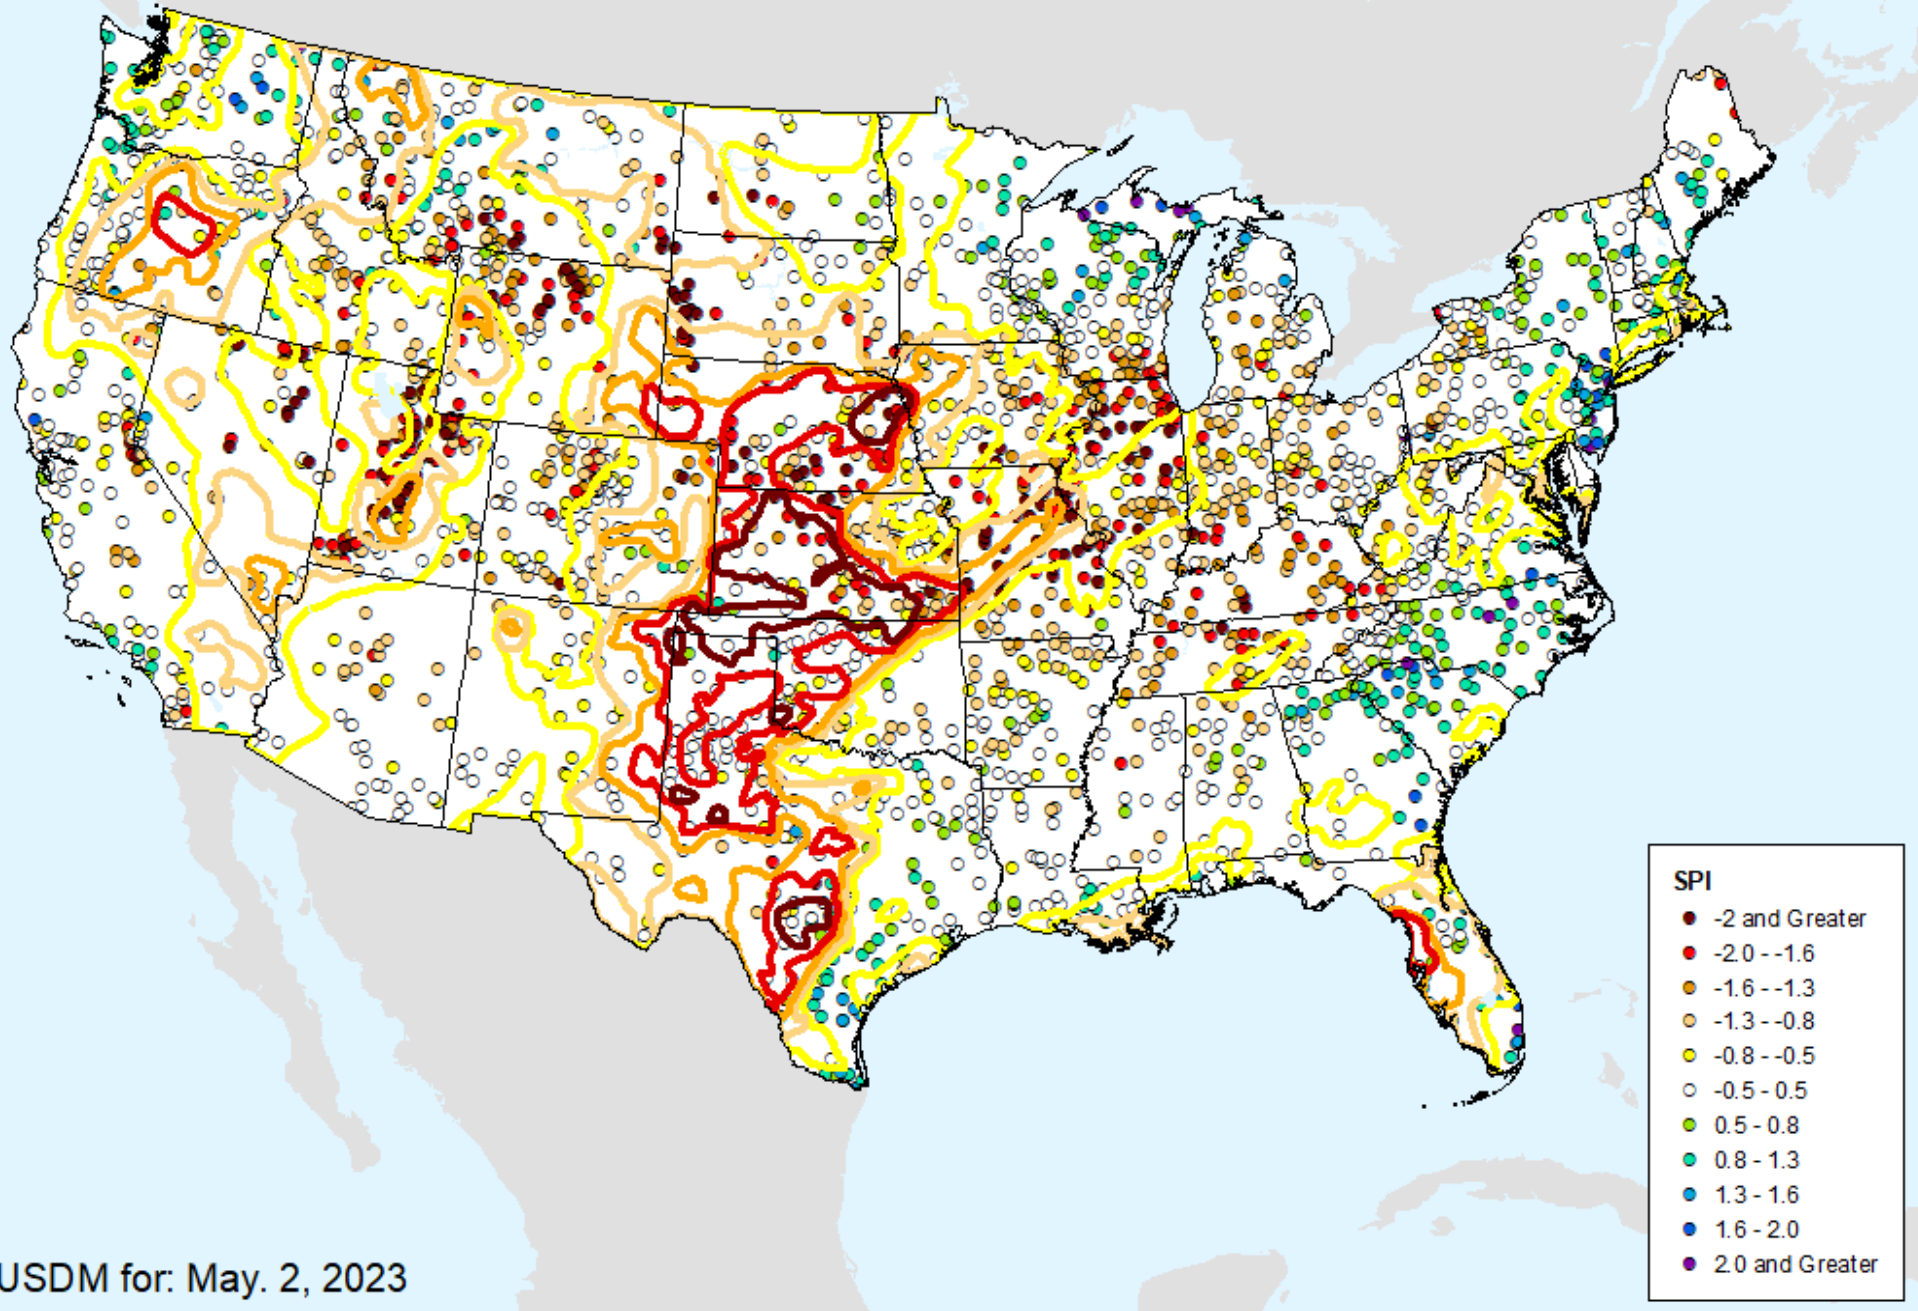 SPI
-2 and Greater
-2.0 - -1.6
-1.6 - -1.3
-1.3 - -0.8
-0.8 - -0.5
-0.5 - 0.5
0.5 - 0.8
0.8 - 1.3
1.3 - 1.6
1.6 - 2.0
2.0 and Greater
USDM for: May. 2, 2023